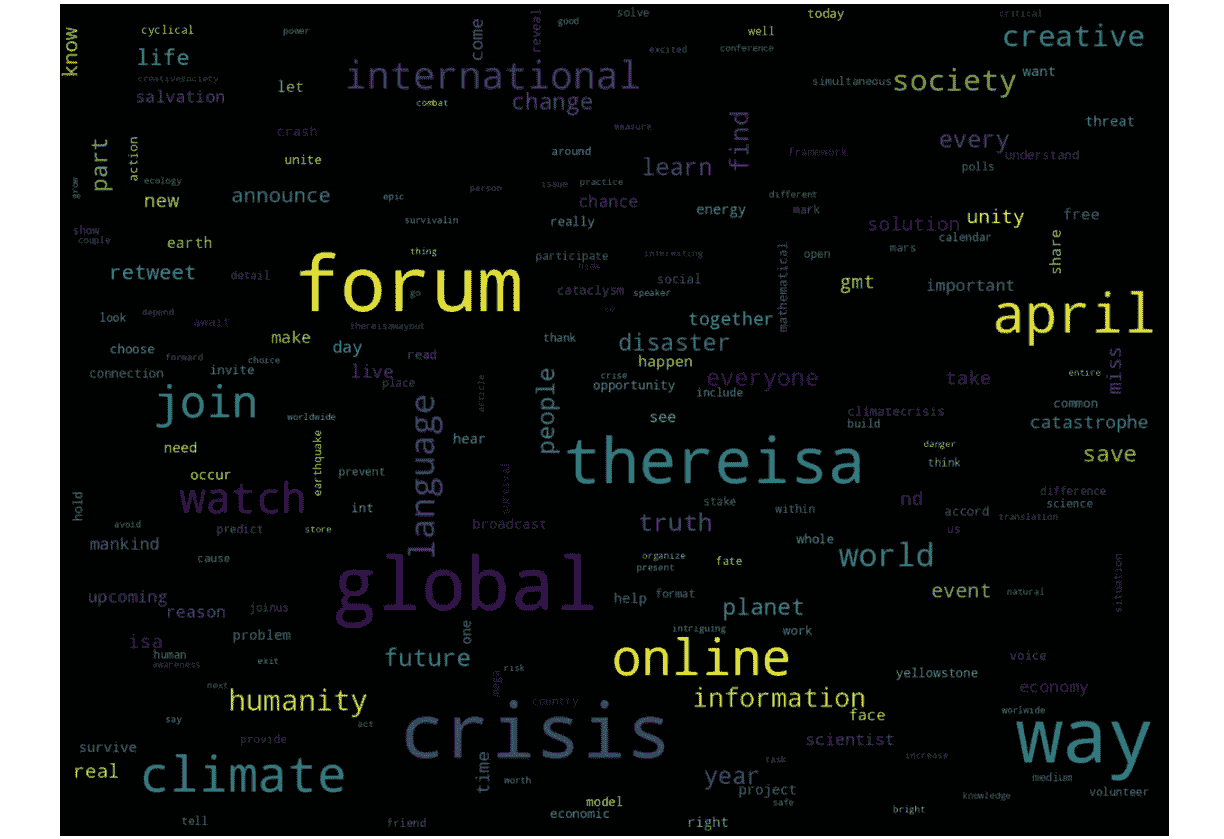 solve
today
critical
know
cyclical
power
come
reveal
good
well
creative
life
excited
conference
international
society
want
creativesociety
simultaneous
salvation
let
combat
change
threat
crash
measure
find
every
part
action
unite
around
learn
framework
understand
polls
grow
ecology
announce
epic
person
issue
practice
new
chance
energy
different
mark
survivalin
really
solution
unity
free
show
couple
earth
calendar
share
thing
participate
interesting
mathematical
open
mars
retweet
detail
forum
go
cataclysm
social
speaker
gmt
important
look
depend
await
thereisawayout
together
april
make
thank
disaster
choose
day
read
happen
forward
choice
connection
invite
live
place
people
crise
opportunity
everyone
take
miss
entire
include
join
worldwide
language
article
see
climatecrisis
build
common
catastrophe
need
hear
thereisa
danger
think
save
occur
earthquake
prevent
watch
hold
int
stake
within
nd
difference
science
avoid
predict
store
broadcast
truth
accord
translation
us
mankind
cause
whole
world
organize
present
fate
global
upcoming
reason
joinus
help
format
planet
event
natural
situation
isa
problem
one
intriguing
work
human
awareness
exit
future
risk
online
voice
yellowstone
next
mega
economy
humanity
country
information
face
worlwide
say
act
crisis
way
survive
provide
time
scientist
increase
real
climate
worth
year
task
project
medium
volunteer
safe
knowledge
model
economic
bright
tell
friend
right